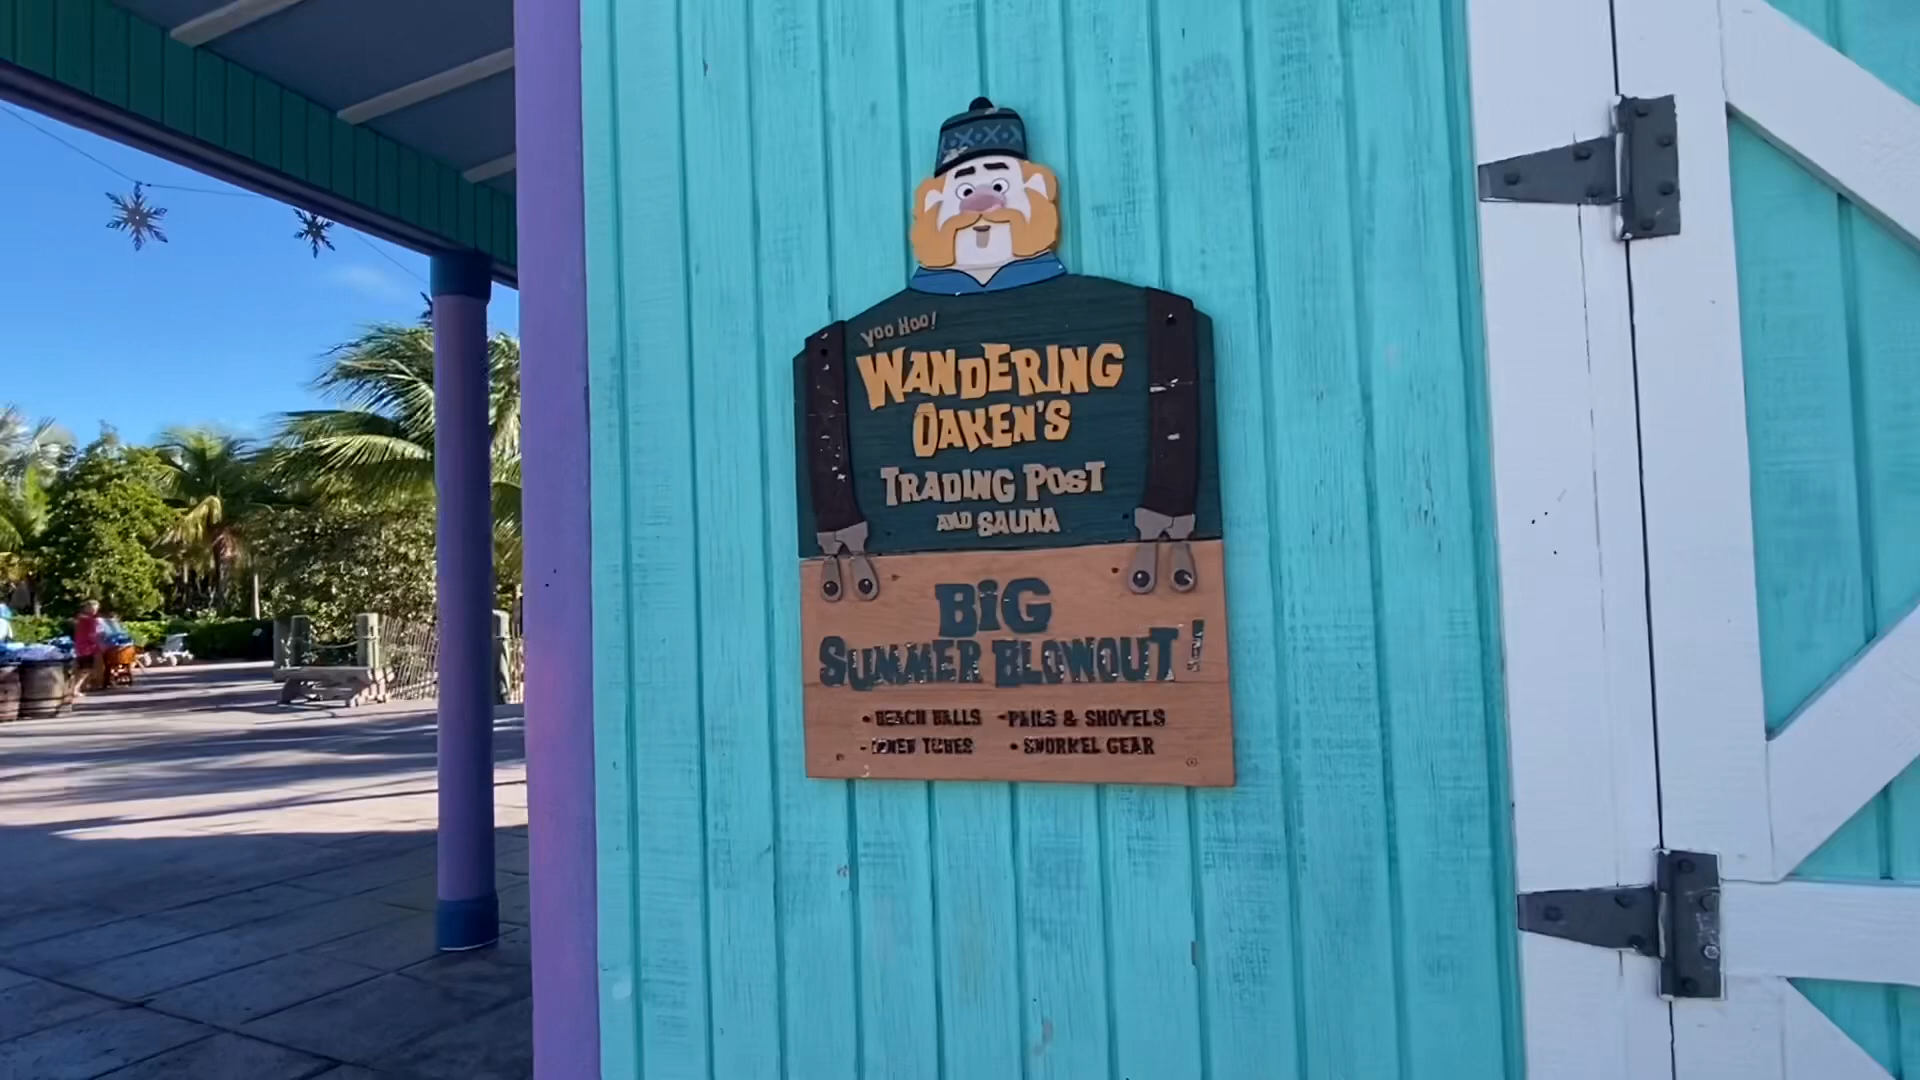 YOO HOO!
WANDERING
OAKEN'S
TRADING POST
AND SAUNA
BIG
SUMMER BLOWOUT!
• BEACH BALLS • PAILS & SHOVELS
• INNER TUBES • SNORKEL GEAR